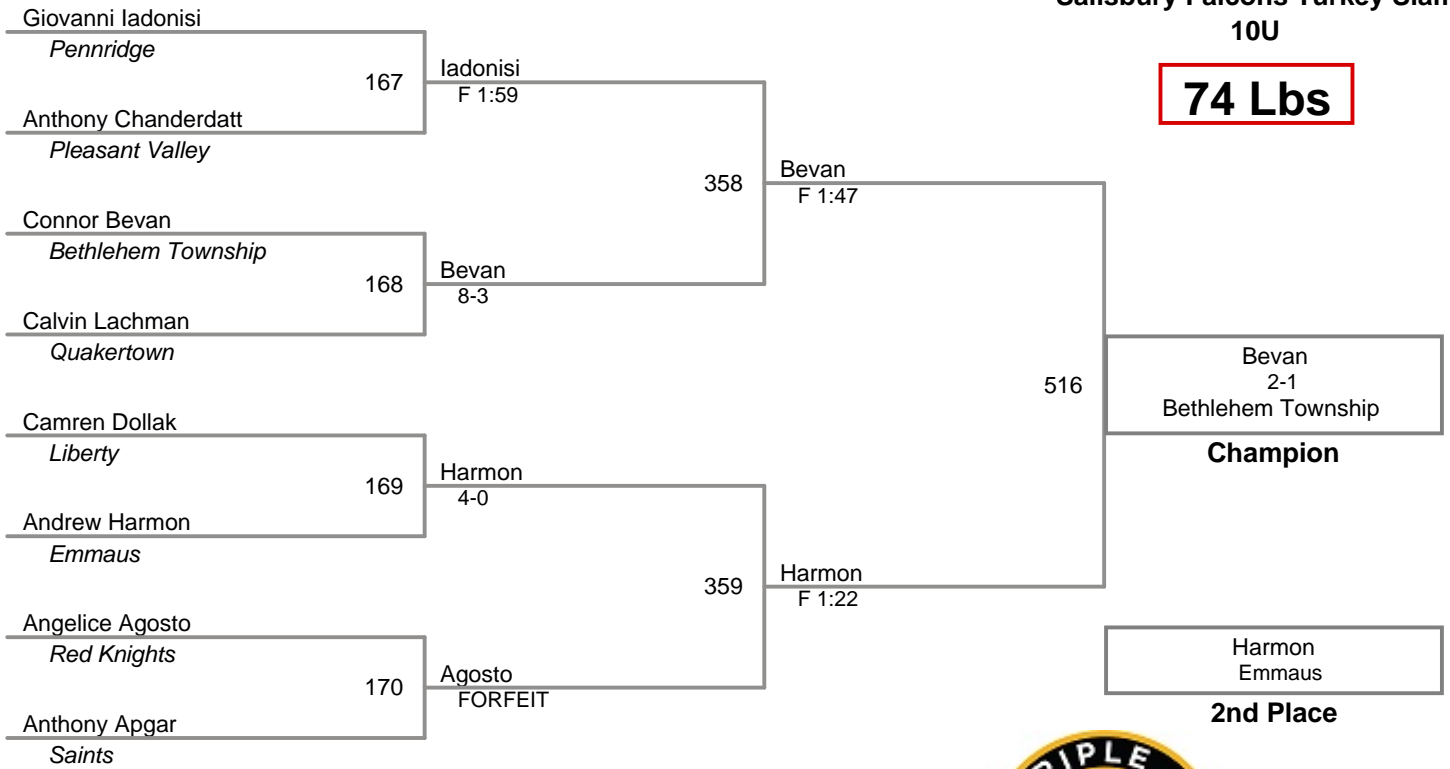 Salisbury Falcons Turkey
10U
74 Lbs
Giovanni Iadonisi
Pennridge
167
Anthony Chanderdatt
Pleasant Valley
Iadonisi
F 1:59
358
Connor Bevan
Bethlehem Township
168
Calvin Lachman
Quakertown
Bevan
8-3
Bevan
F 1:47
516
Camren Dollak
Liberty
169
Andrew Harmon
Emmaus
Harmon
4-0
359
Angelice Agosto
Red Knights
170
Anthony Apgar
Saints
Agosto
FORFEIT
Harmon
F 1:22
Bevan
2-1
Bethlehem Township
Champion
Harmon
Emmaus
2nd Place